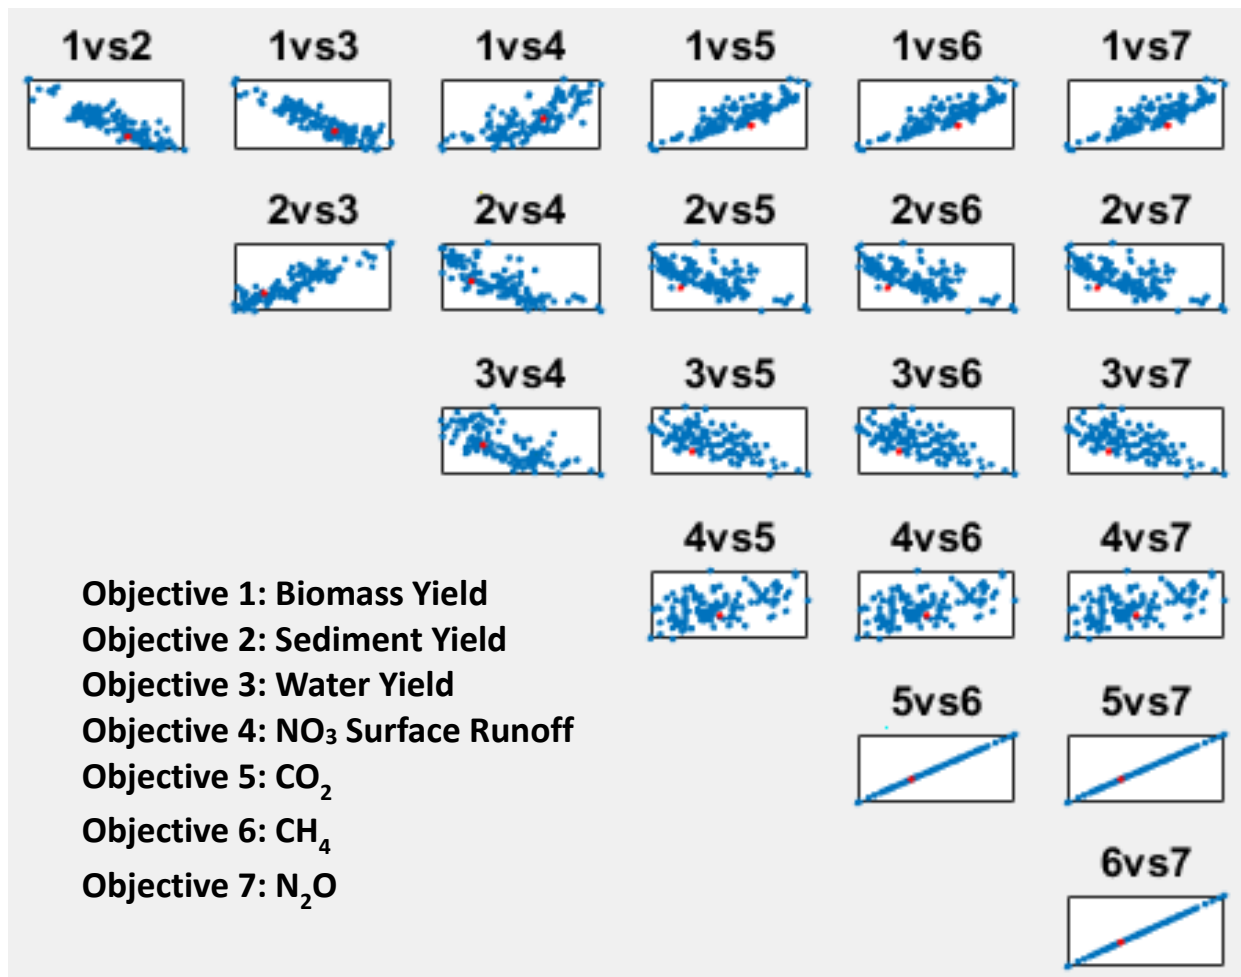 1vs2 1vs3 1vs4 1vs5 1vs6 1vs7
2vs3 2vs4 2vs5 2vs6 2vs7
3vs4 3vs5 3vs6 3vs7
4vs5 4vs6 4vs7
Objective 1: Biomass Yield
Objective 2: Sediment Yield
Objective 3: Water Yield
5vs6 5vs7
Objective 4: NO₃ Surface Runoff
Objective 5: CO₂
Objective 6: CH₄
6vs7
Objective 7: N₂O